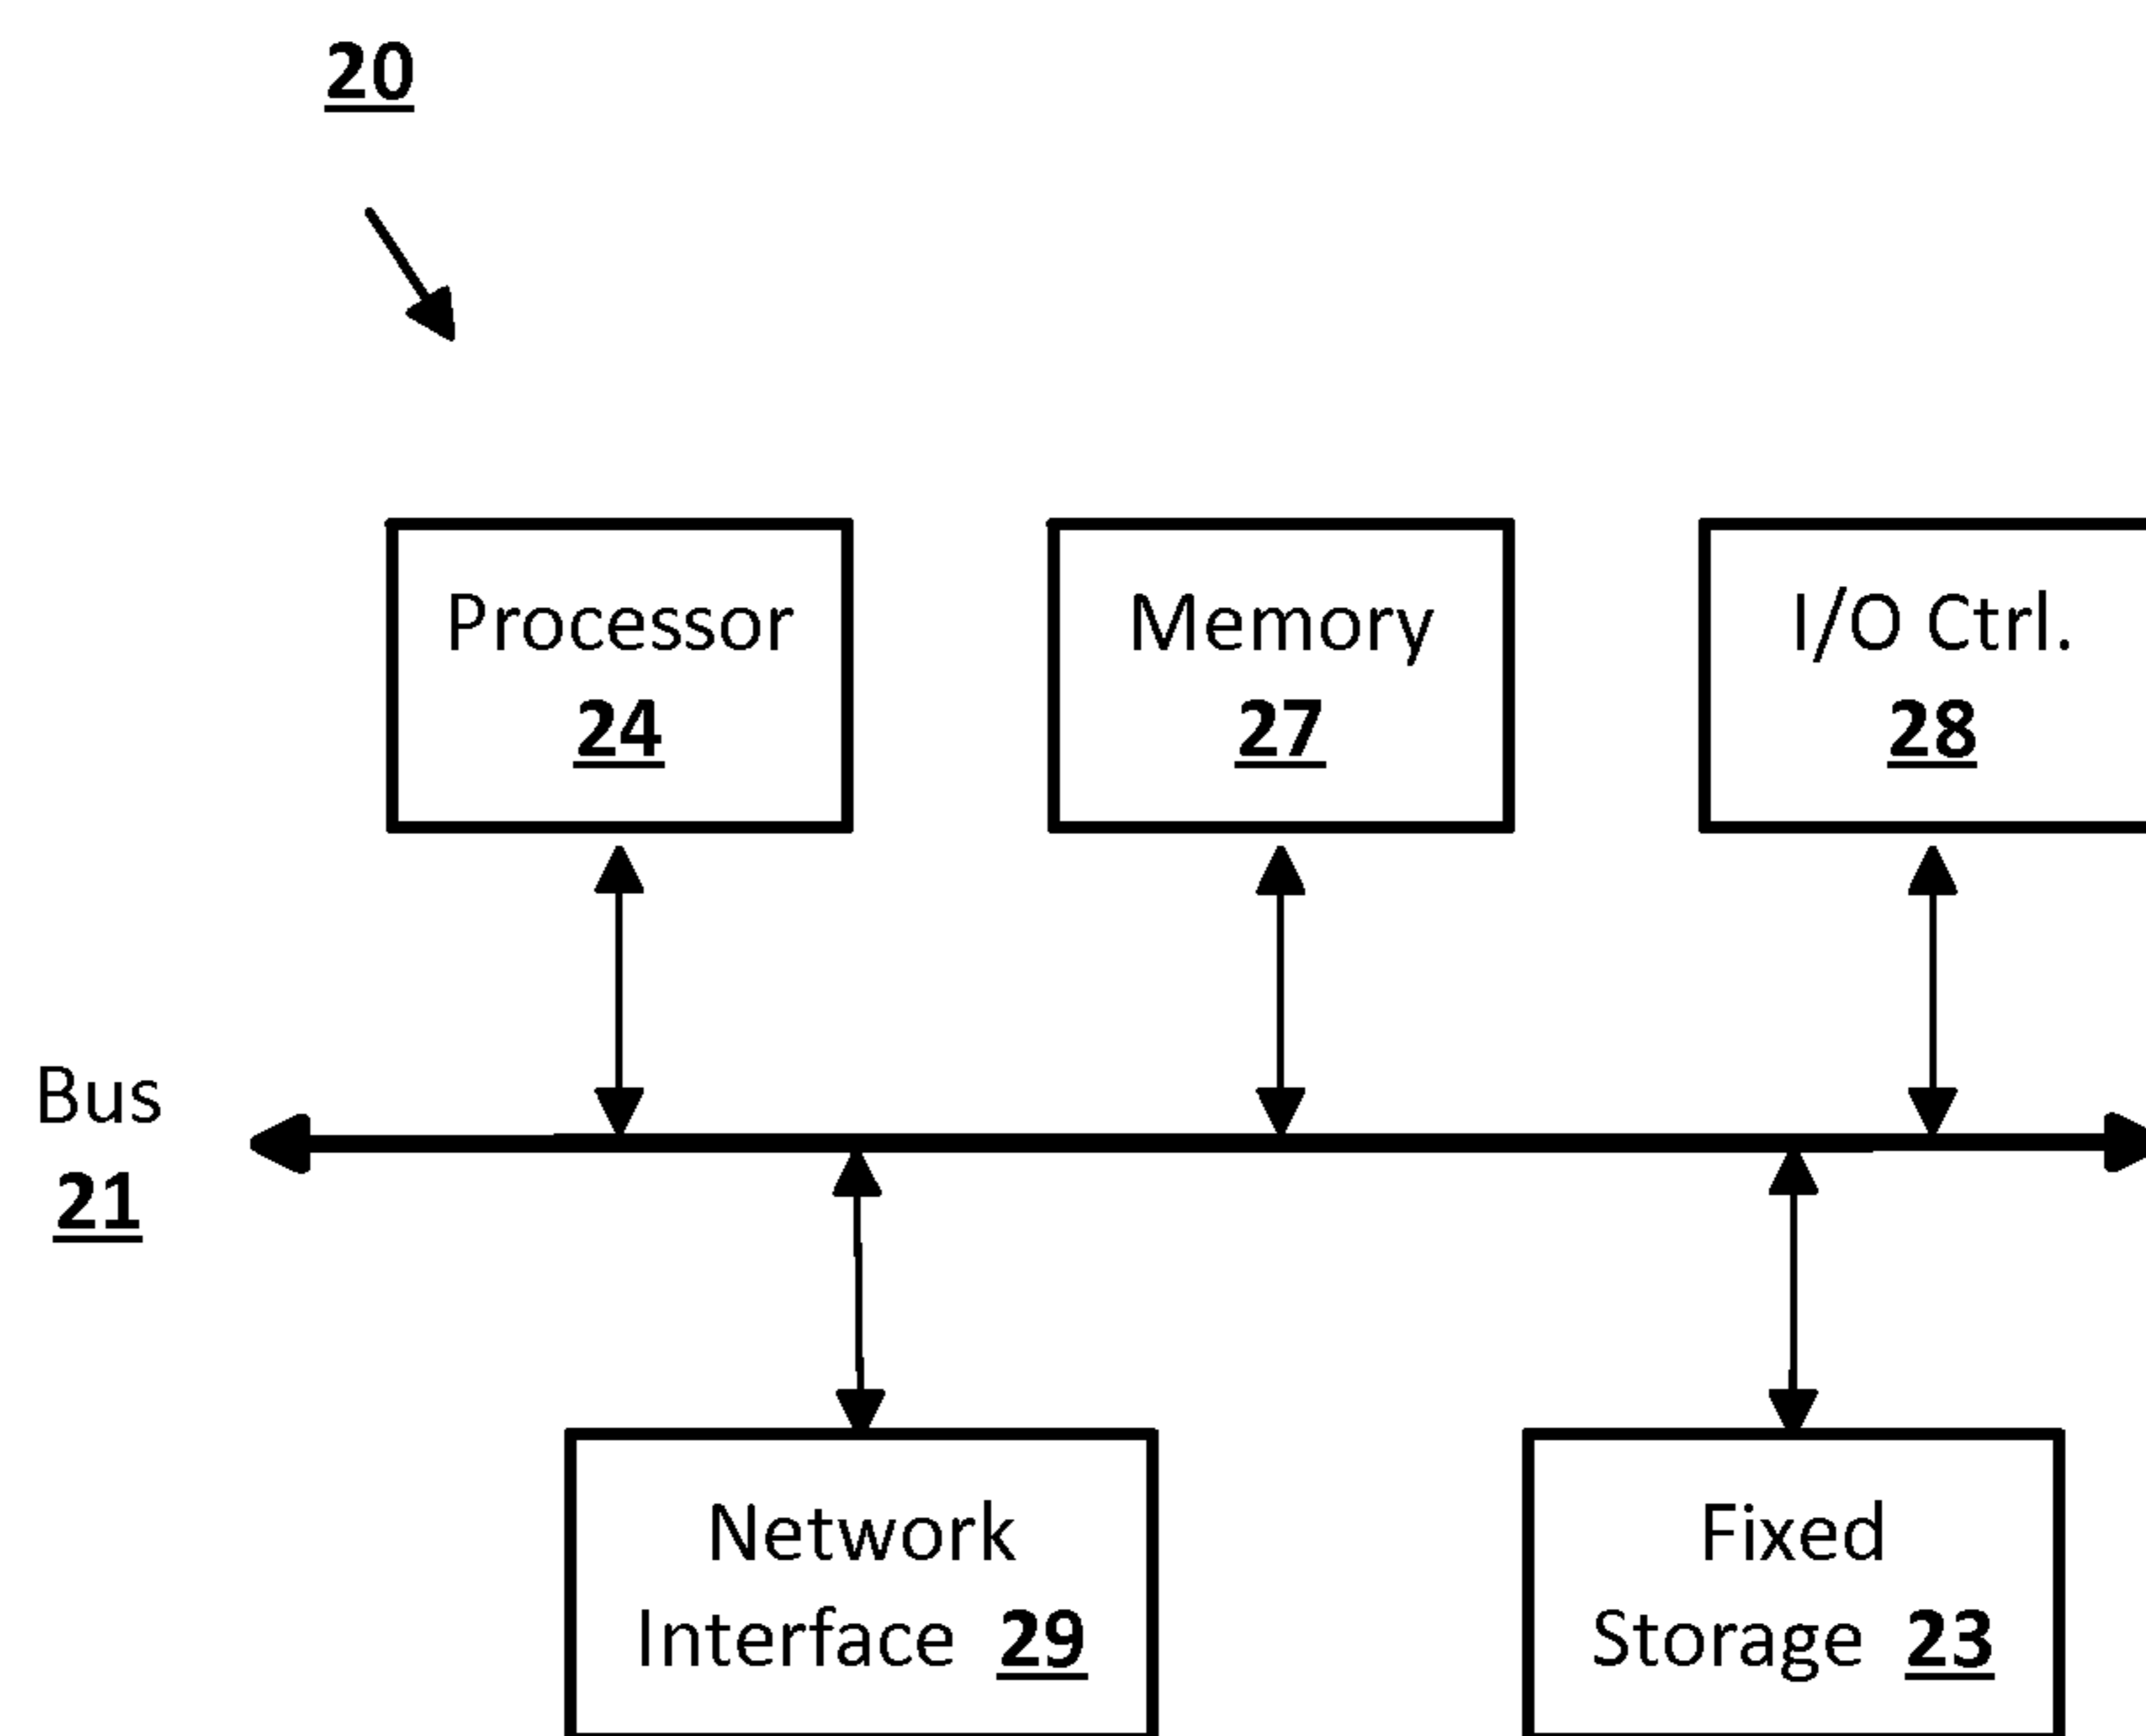 20
Processor
24
Memory
27
I/O Ctrl.
28
Bus
21
Network
Interface 29
Fixed
Storage 23